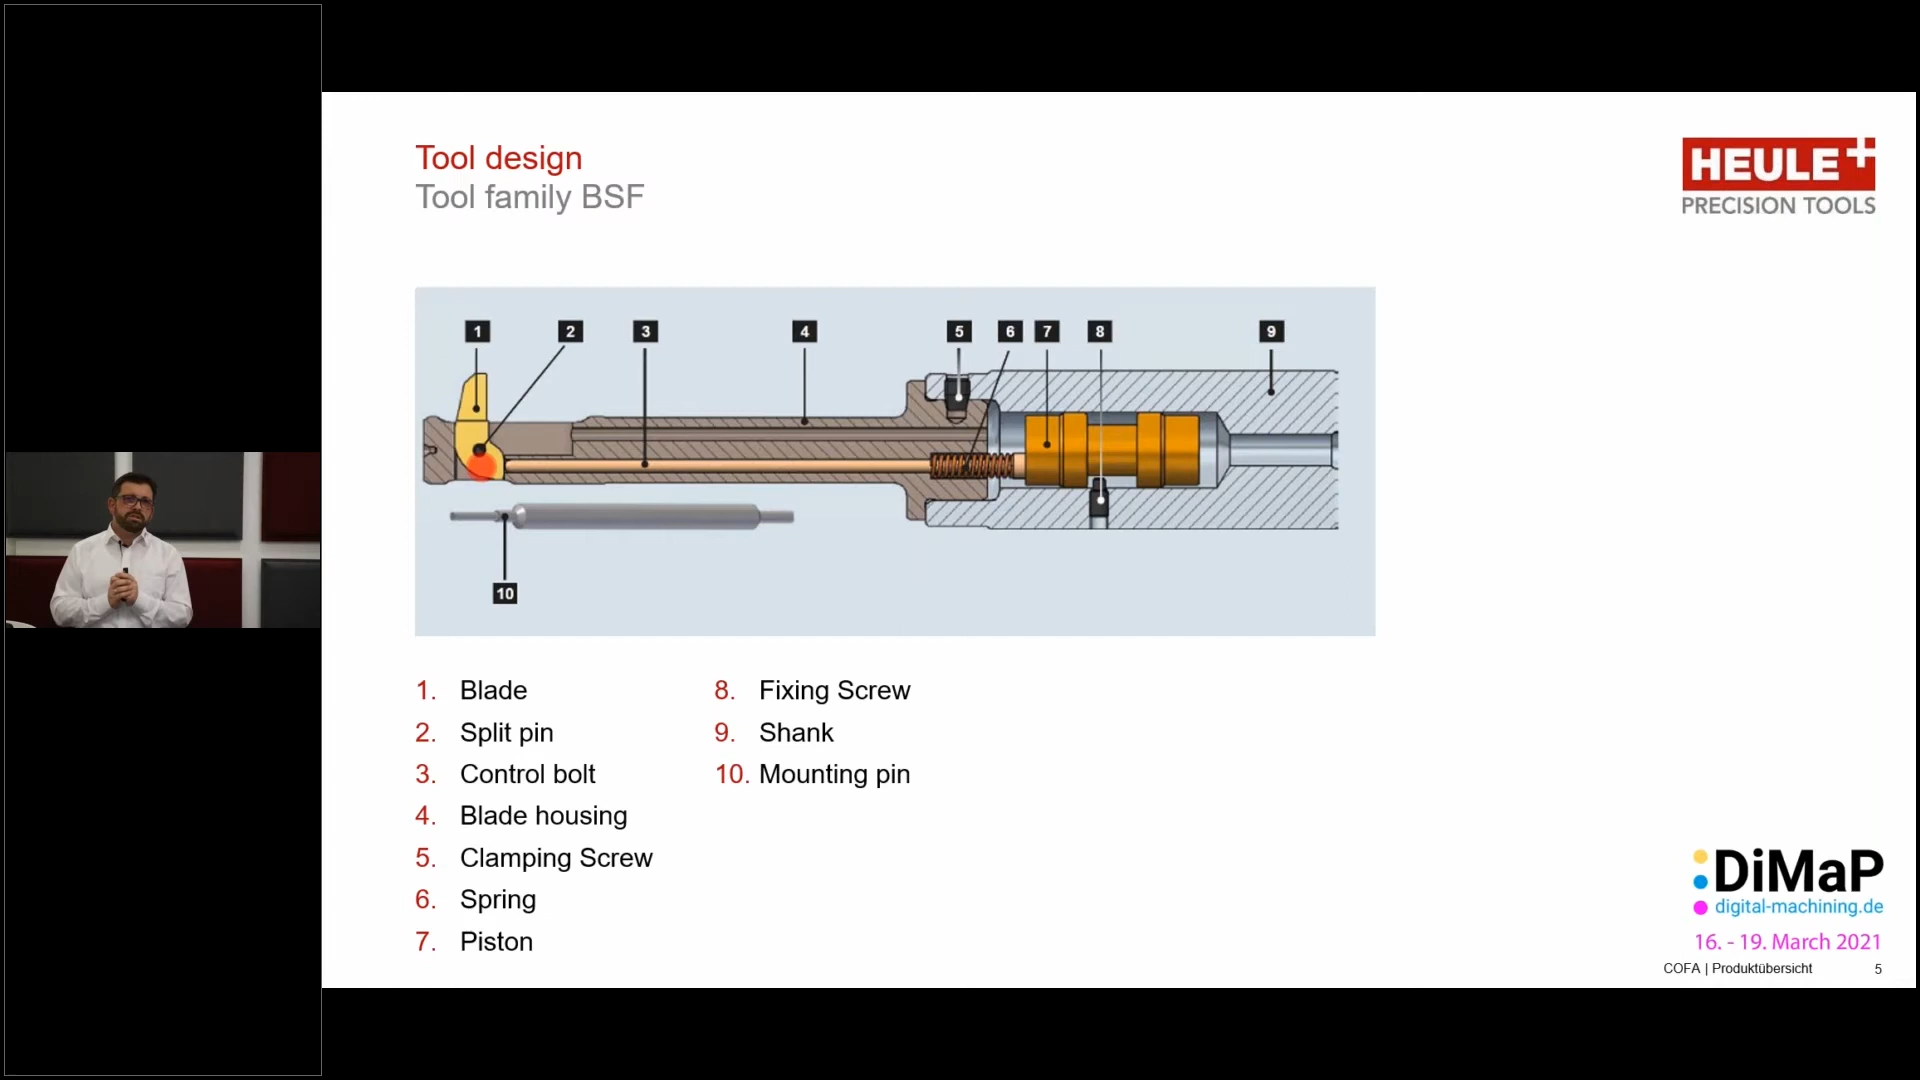 Tool design
Tool family BSF
HEULE+
PRECISION TOOLS
1 2 3 4 5 6 7 8 9
10
1. Blade
2. Split pin
3. Control bolt
4. Blade housing
5. Clamping Screw
6. Spring
7. Piston
8. Fixing Screw
9. Shank
10. Mounting pin
DiMaP
digital-machining.de
16. - 19. March 2021
COFA | Produktübersicht 5